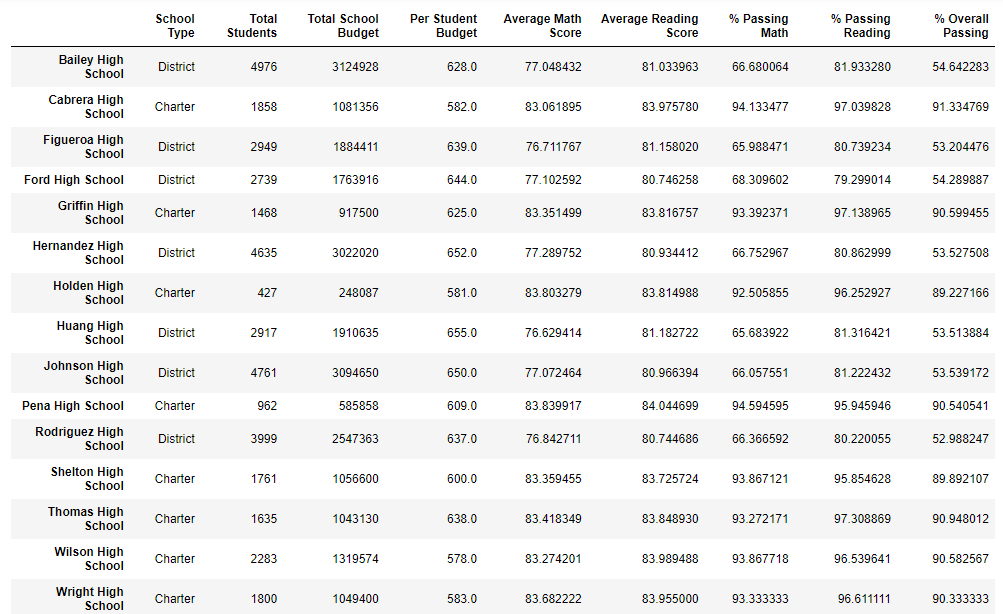 School Type Total Students Total School Budget Per Student Budget Average Math Score Average Reading Score % Passing Math % Passing Reading % Overall Passing
Bailey High School District 4976 3124928 628.0 77.048432 81.033963 66.680064 81.933280 54.642283
Cabrera High School Charter 1858 1081356 582.0 83.061895 83.975780 94.133477 97.039828 91.334769
Figueroa High School District 2949 1884411 639.0 76.711767 81.158020 65.988471 80.739234 53.204476
Ford High School District 2739 1763916 644.0 77.102592 80.746258 68.309602 79.299014 54.289887
Griffin High School Charter 1468 917500 625.0 83.351499 83.816757 93.392371 97.138965 90.599455
Hernandez High School District 4635 3022020 652.0 77.289752 80.934412 66.752967 80.862999 53.527508
Holden High School Charter 427 248087 581.0 83.803279 83.814988 92.505855 96.252927 89.227166
Huang High School District 2917 1910635 655.0 76.629414 81.182722 65.683922 81.316421 53.513884
Johnson High School District 4761 3094650 650.0 77.072464 80.966394 66.057551 81.222432 53.539172
Pena High School Charter 962 585858 609.0 83.839917 84.044699 94.594595 95.945946 90.540541
Rodriguez High School District 3999 2547363 637.0 76.842711 80.744686 66.366592 80.220055 52.988247
Shelton High School Charter 1761 1056600 600.0 83.359455 83.725724 93.867121 95.854628 89.892107
Thomas High School Charter 1635 1043130 638.0 83.418349 83.848930 93.272171 97.308869 90.948012
Wilson High School Charter 2283 1319574 578.0 83.274201 83.989488 93.867718 96.539641 90.582567
Wright High School Charter 1800 1049400 583.0 83.682222 83.955000 93.333333 96.611111 90.333333